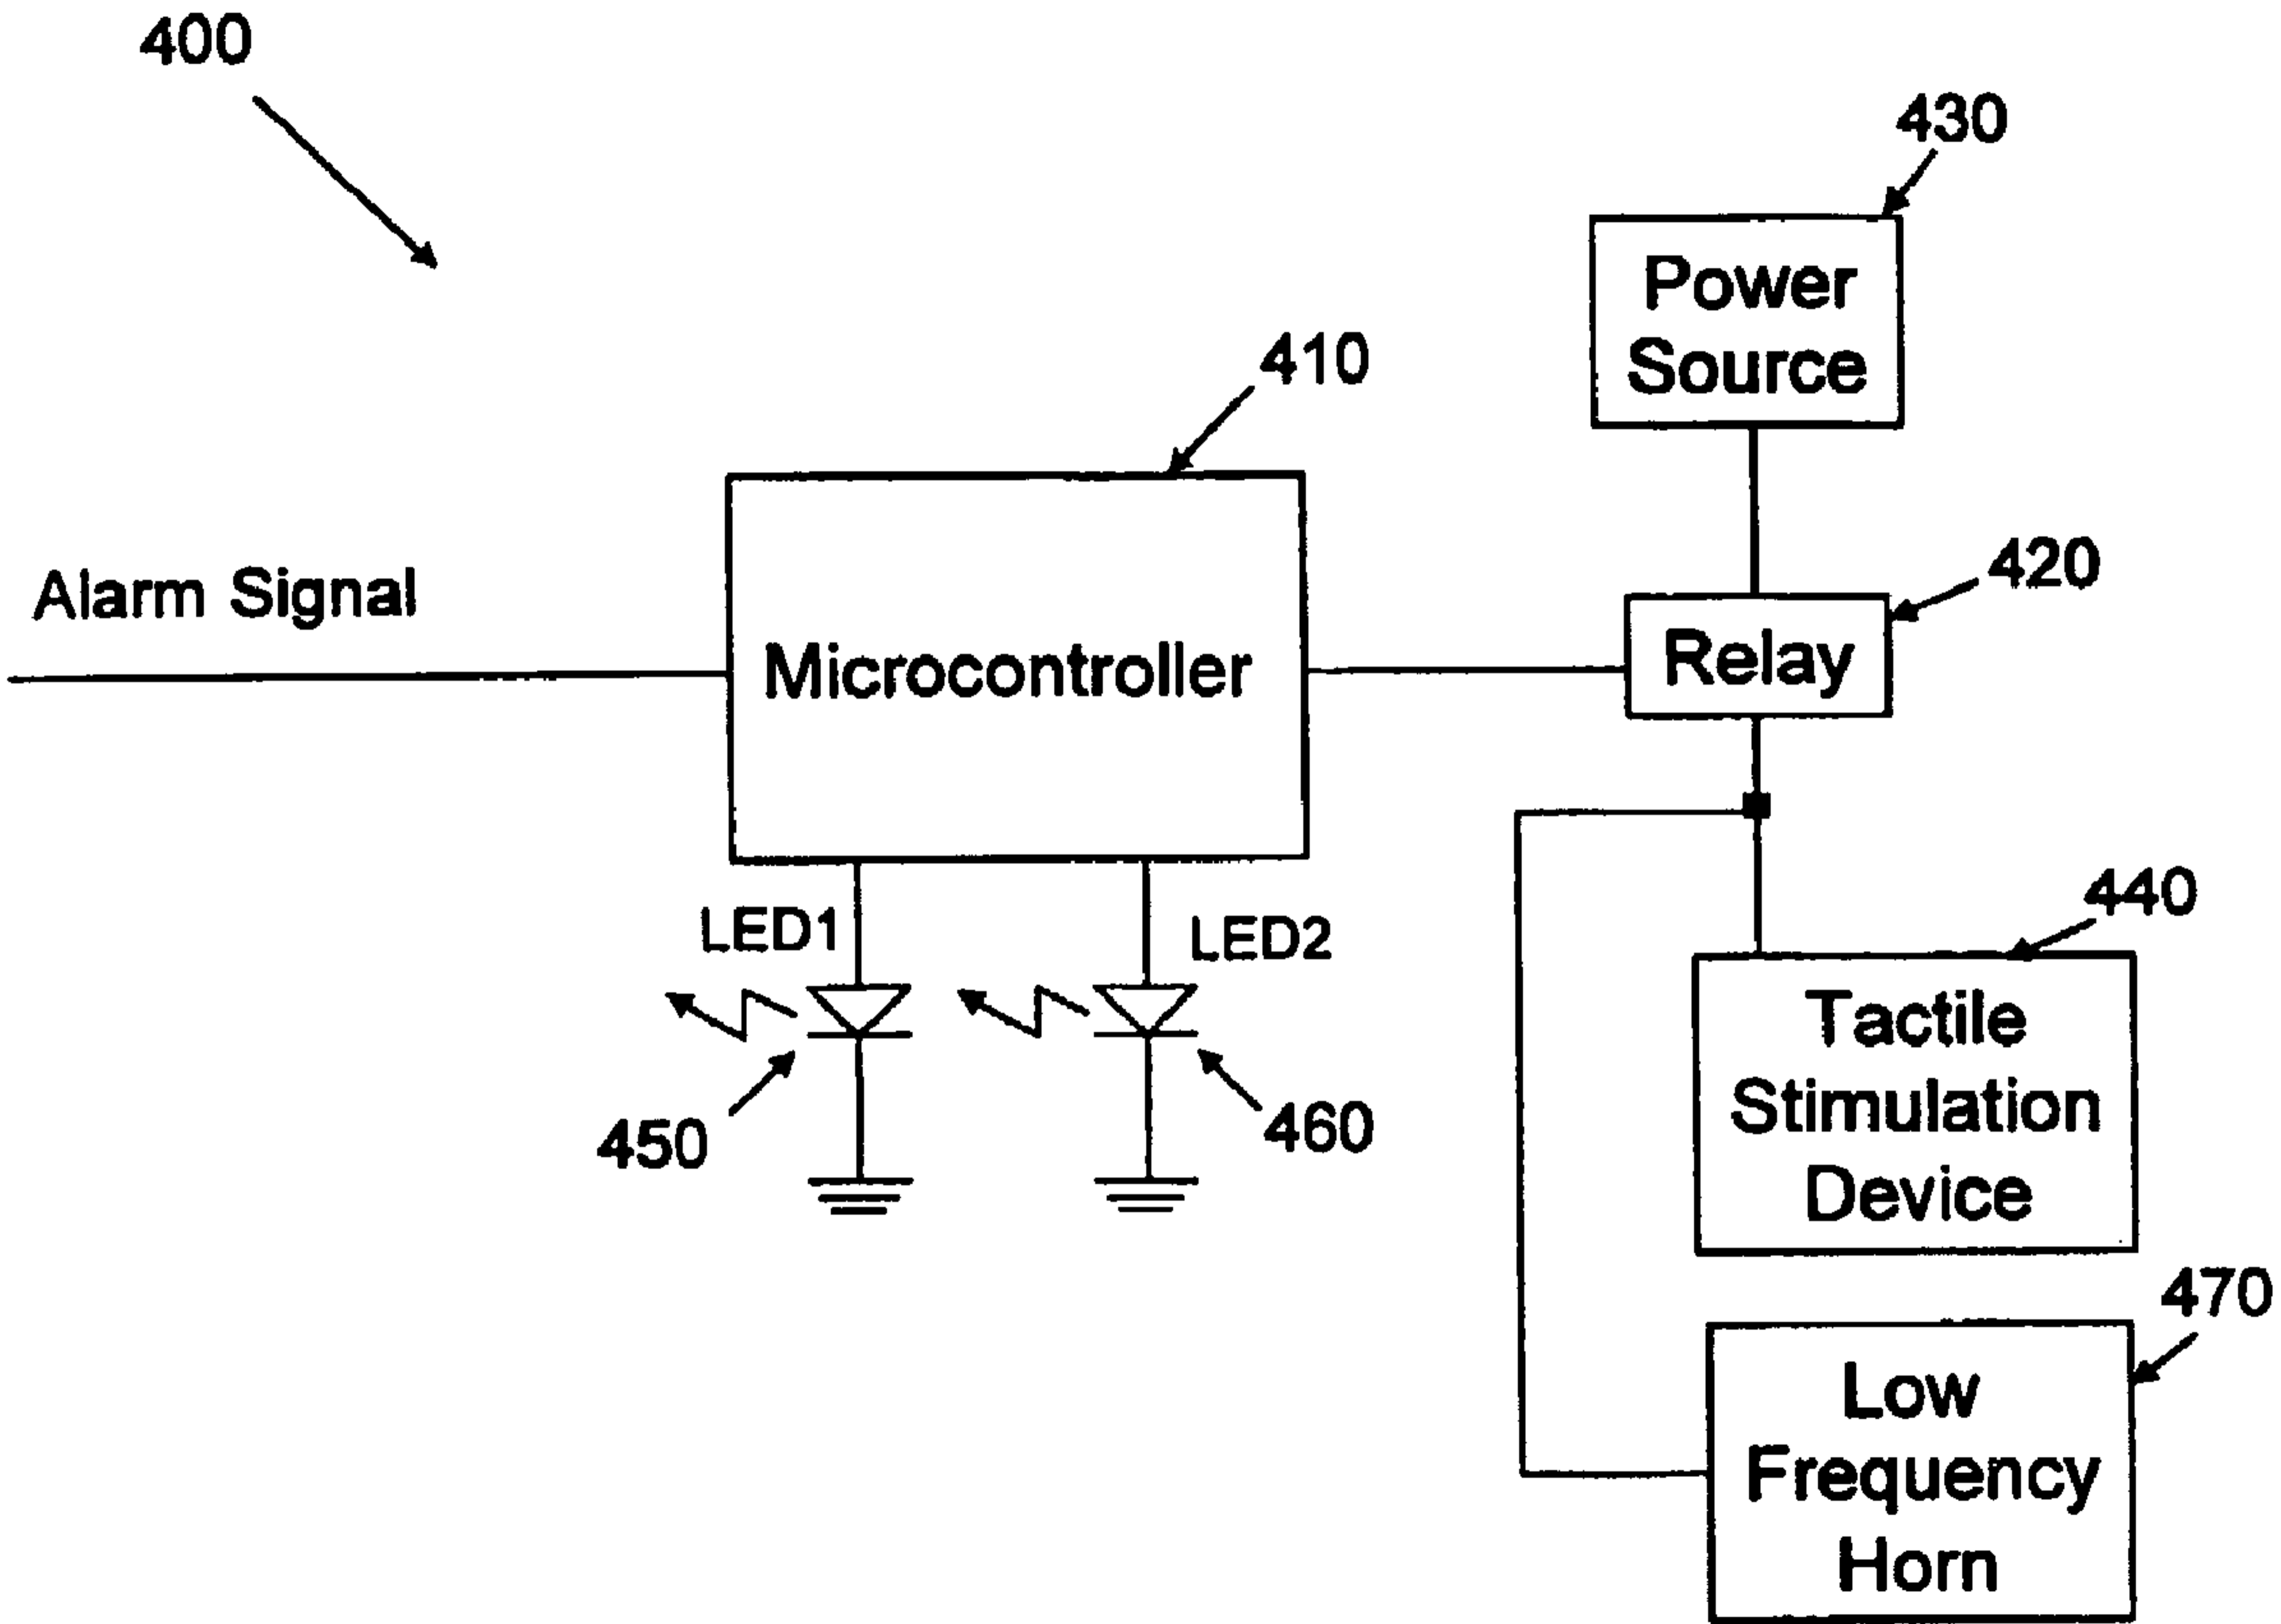 400
430
Power
Source
410
420
Alarm Signal
Microcontroller
Relay
LED1
LED2
440
Tactile
Stimulation
Device
450
460
470
Low
Frequency
Horn